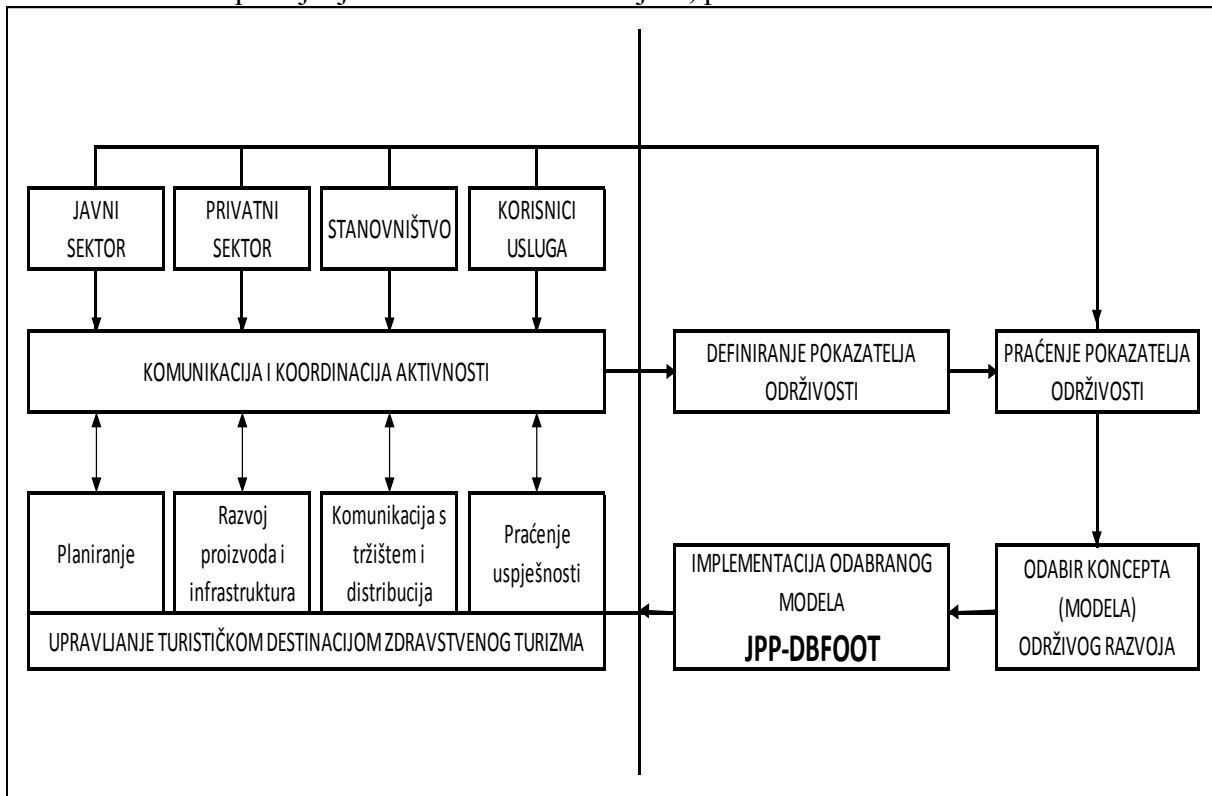 JAVNI
SEKTOR
PRIVATNI
SEKTOR
STANOVNIŠTVO
KORISNICI
USLUGA
KOMUNIKACIJA I KOORDINACIJA AKTIVNOSTI
DEFINIRANJE POKAZATELJA
ODRŽIVOSTI
PRAĆENJE POKAZATELJA
ODRŽIVOSTI
Planiranje
Razvoj
proizvoda i
infrastruktura
Komunikacija s
tržištem i
distribucija
Praćenje
uspješnosti
UPRAVLJANJE TURISTIČKOM DESTINACIJOM ZDRAVSTVENOG TURIZMA
IMPLEMENTACIJA ODABRANOG
MODELA
JPP-DBFOOT
ODABIR KONCEPTA
(MODELA)
ODRŽIVOG RAZVOJA